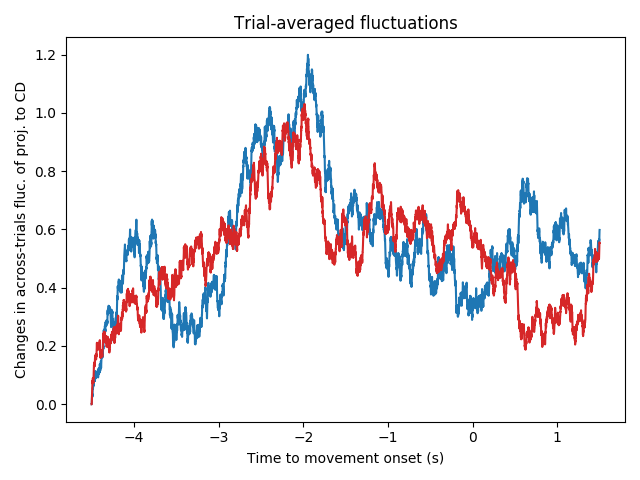 Trial-averaged fluctuations
Changes in across-trials fluc. of proj. to CD
1.2
1.0
0.8
0.6
0.4
0.2
0.0
−4 −3 −2 −1 0 1
Time to movement onset (s)